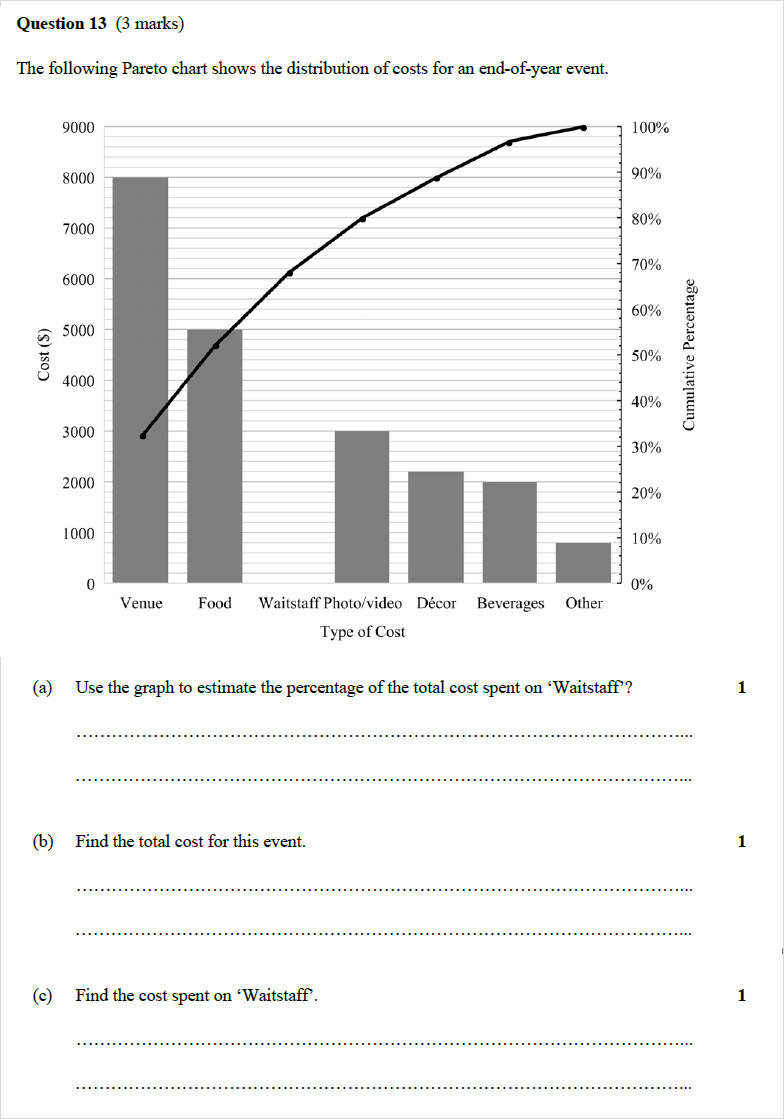 Question 13 (3 marks)
The following Pareto chart shows the distribution of costs for an end-of-year event.
9000
8000
7000
6000
5000
4000
3000
2000
1000
0
Cost ($)
100%
90%
80%
70%
60%
50%
40%
30%
20%
10%
0%
Cumulative Percentage
Venue Food Waitstaff Photo/video Décor Beverages Other
Type of Cost
(a) Use the graph to estimate the percentage of the total cost spent on ‘Waitstaff’? 1
(b) Find the total cost for this event. 1
(c) Find the cost spent on ‘Waitstaff’. 1